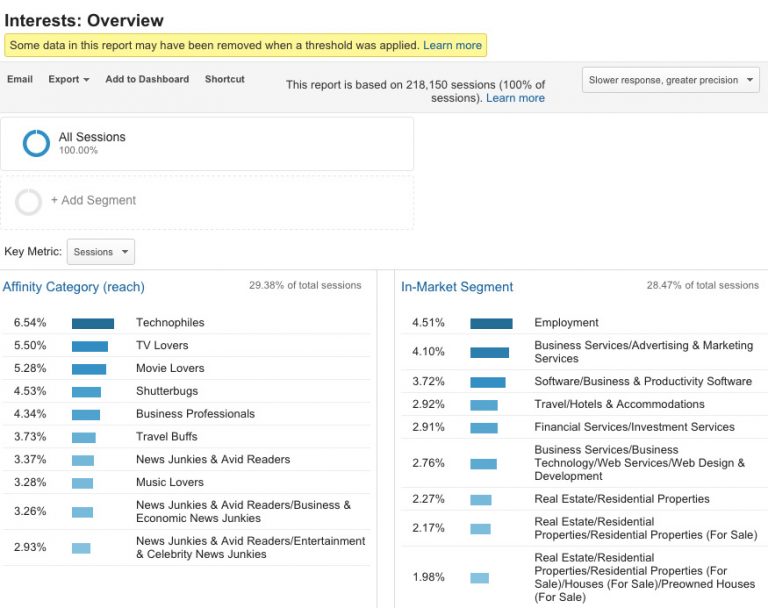 Interests: Overview
Some data in this report may have been removed when a threshold was applied. Learn more
Email Export Add to Dashboard Shortcut
This report is based on 218,150 sessions (100% of
sessions). Learn more
Slower response, greater precision
All Sessions
100.00%
+ Add Segment
Key Metric: Sessions
Affinity Category (reach) 29.38% of total sessions
6.54% Technophiles
5.50% TV Lovers
5.28% Movie Lovers
4.53% Shutterbugs
4.34% Business Professionals
3.73% Travel Buffs
3.37% News Junkies & Avid Readers
3.28% Music Lovers
3.26% News Junkies & Avid Readers/Business &
Economic News Junkies
2.93% News Junkies & Avid Readers/Entertainment
& Celebrity News Junkies
In-Market Segment 28.47% of total sessions
4.51% Employment
4.10% Business Services/Advertising & Marketing
Services
3.72% Software/Business & Productivity Software
2.92% Travel/Hotels & Accommodations
2.91% Financial Services/Investment Services
2.76% Business Services/Business
Technology/Web Services/Web Design &
Development
2.27% Real Estate/Residential Properties
2.17% Real Estate/Residential
Properties/Residential Properties (For Sale)
1.98% Real Estate/Residential
Properties/Residential Properties (For
Sale)/Houses (For Sale)/Preowned Houses
(For Sale)